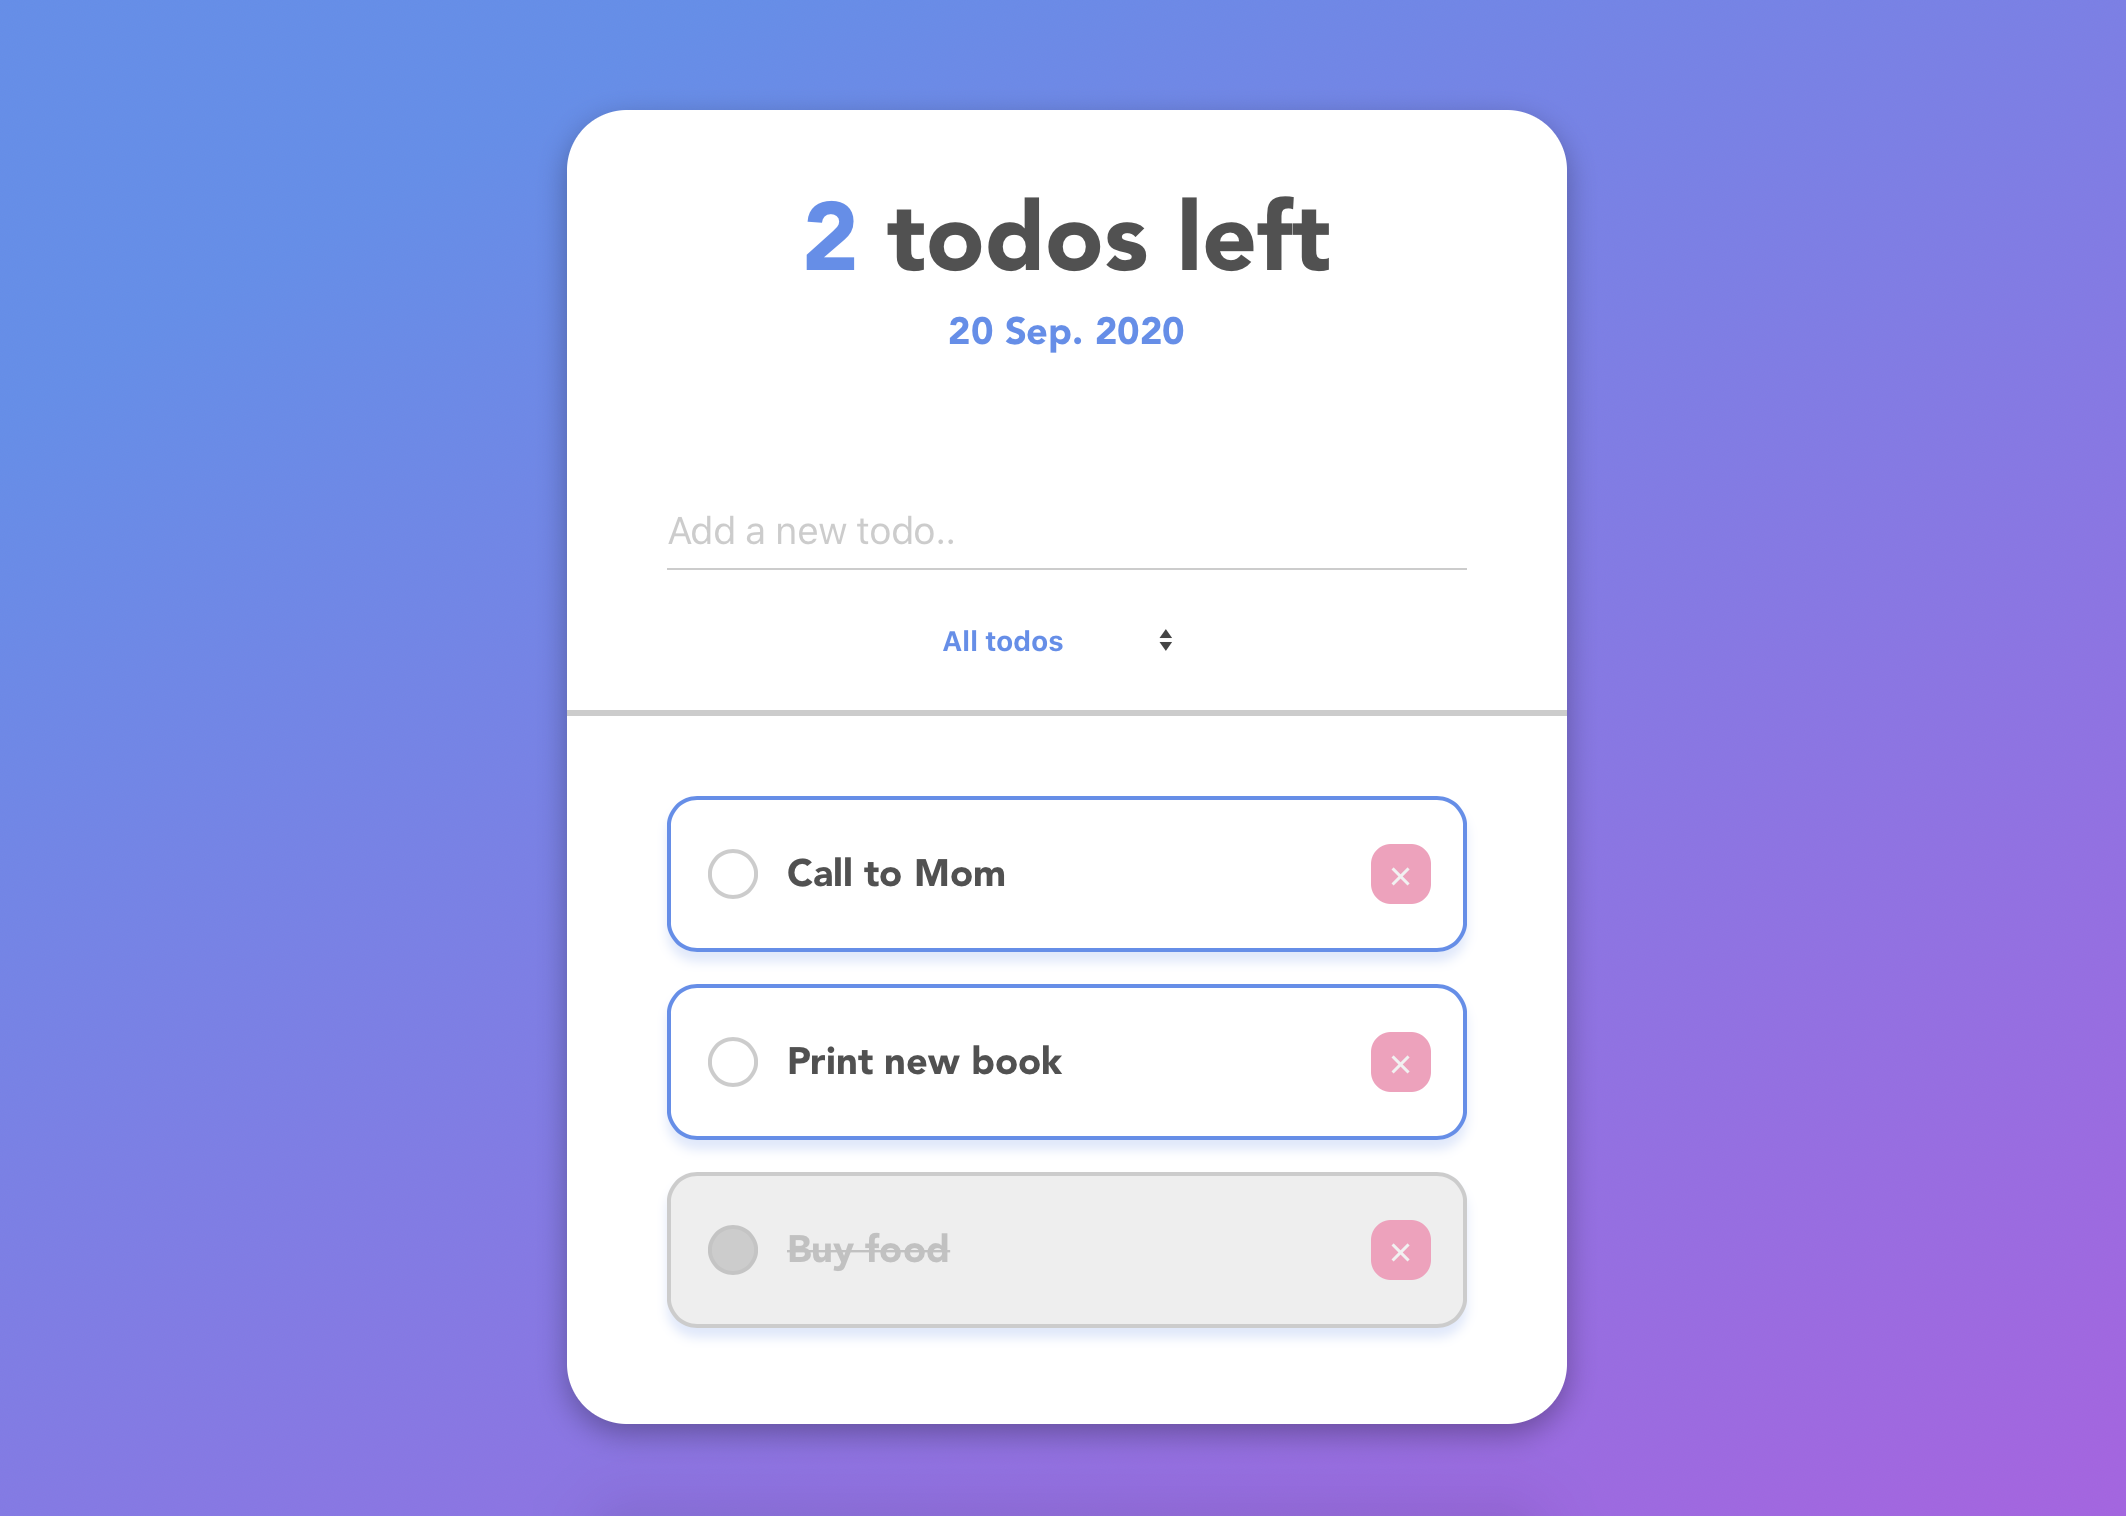 2 todos left
20 Sep. 2020
Add a new todo..
All todos
Call to Mom
×
Print new book
×
Buy food
×